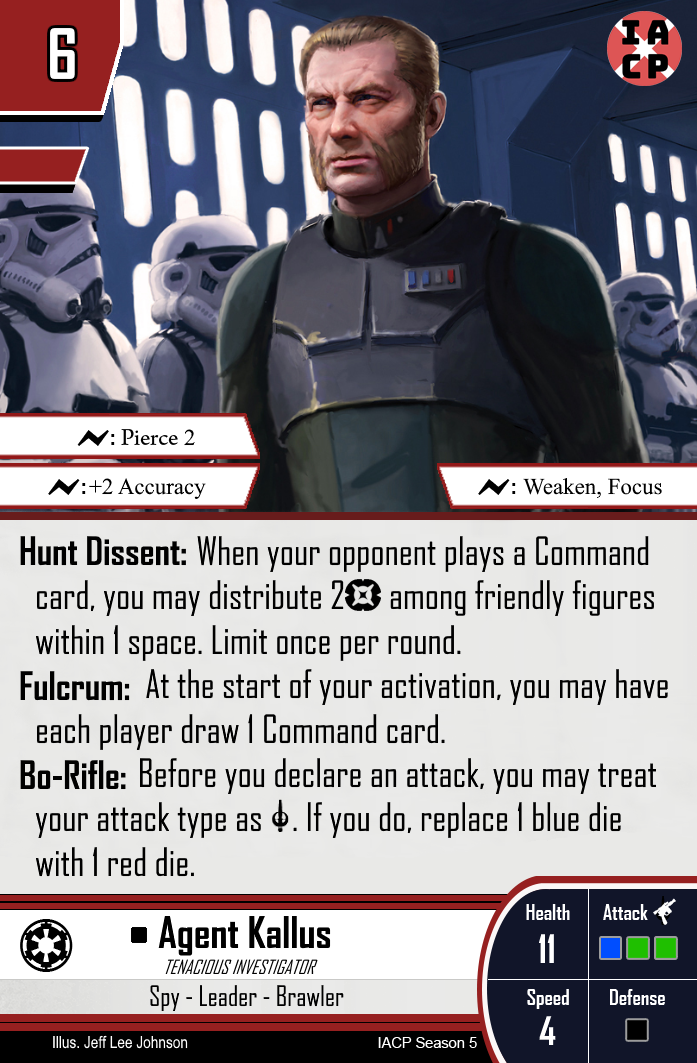 6
IA
CP
: Pierce 2
:+2 Accuracy
: Weaken, Focus
Hunt Dissent: When your opponent plays a Command
card, you may distribute 2 among friendly figures
within 1 space. Limit once per round.
Fulcrum: At the start of your activation, you may have
each player draw 1 Command card.
Bo-Rifle: Before you declare an attack, you may treat
your attack type as . If you do, replace 1 blue die
with 1 red die.
Agent Kallus
TENACIOUS INVESTIGATOR
Spy - Leader - Brawler
Health
11
Attack
Speed
4
Defense
Illus. Jeff Lee Johnson
IACP Season 5